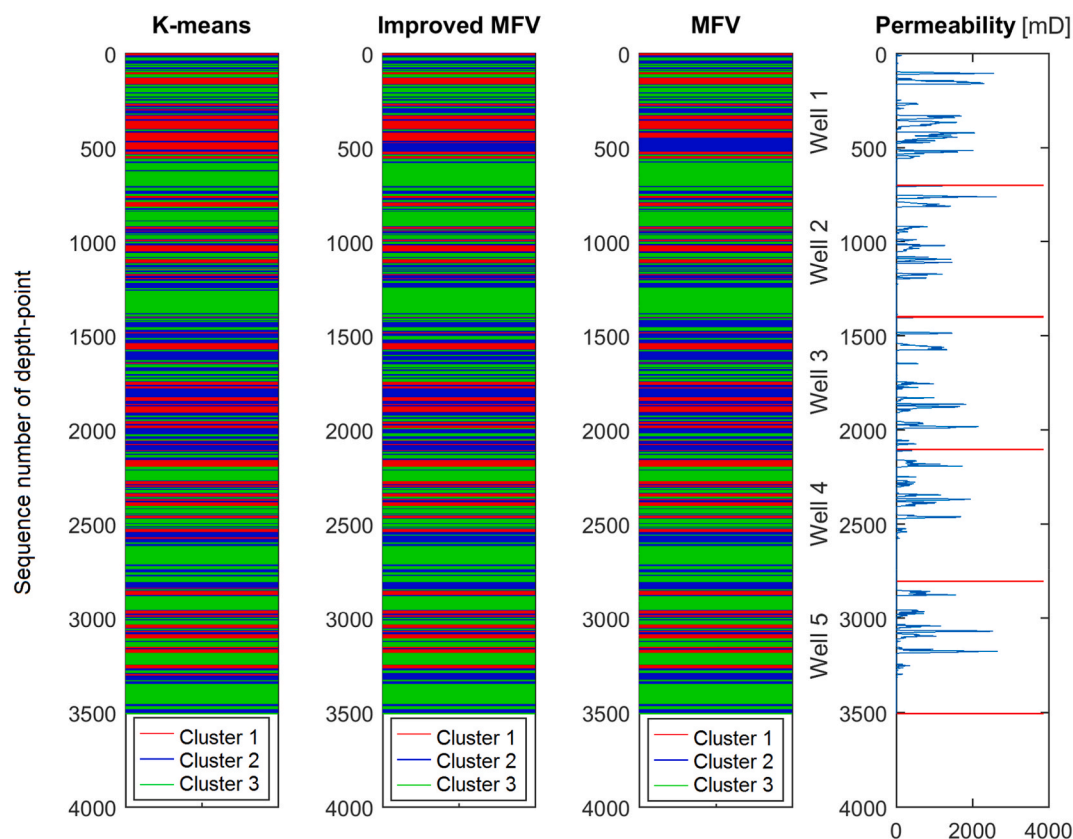 K-means
Improved MFV
MFV
Permeability [mD]
Sequence number of depth-point
0
500
1000
1500
2000
2500
3000
3500
4000
Cluster 1
Cluster 2
Cluster 3
0
500
1000
1500
2000
2500
3000
3500
4000
Cluster 1
Cluster 2
Cluster 3
0
500
1000
1500
2000
2500
3000
3500
4000
Cluster 1
Cluster 2
Cluster 3
Well 1
Well 2
Well 3
Well 4
Well 5
0
500
1000
1500
2000
2500
3000
3500
4000
0
2000
4000